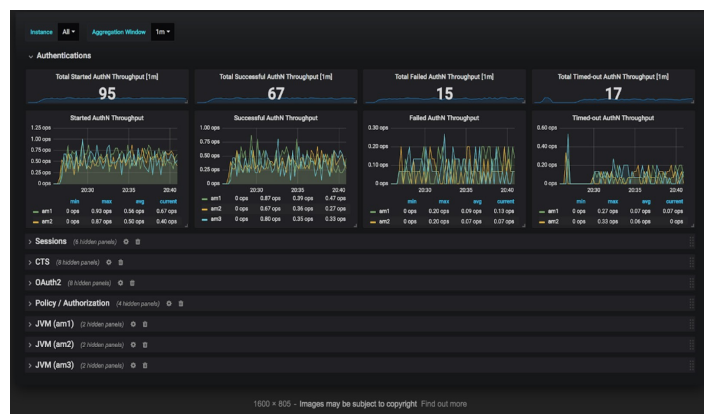 Instance All Aggregation Window 1m
Authentications
Total Started AuthN Throughput [1m]
95
Total Successful AuthN Throughput [1m]
67
Total Failed AuthN Throughput [1m]
15
Total Timed-out AuthN Throughput [1m]
17
Started AuthN Throughput
1.25 ops
1.00 ops
0.75 ops
0.50 ops
0.25 ops
0 ops
20:30 20:35 20:40
min max avg current
am1 0 ops 0.93 ops 0.56 ops 0.67 ops
am2 0 ops 0.87 ops 0.50 ops 0.40 ops
Successful AuthN Throughput
1.00 ops
0.75 ops
0.50 ops
0.25 ops
0 ops
20:30 20:35 20:40
min max avg current
am1 0 ops 0.87 ops 0.39 ops 0.47 ops
am2 0 ops 0.67 ops 0.36 ops 0.27 ops
am3 0 ops 0.80 ops 0.35 ops 0.33 ops
Failed AuthN Throughput
0.30 ops
0.20 ops
0.10 ops
0 ops
20:30 20:35 20:40
min max avg current
am1 0 ops 0.20 ops 0.09 ops 0.13 ops
am2 0 ops 0.20 ops 0.07 ops 0.07 ops
Timed-out AuthN Throughput
0.60 ops
0.40 ops
0.20 ops
0 ops
20:30 20:35 20:40
min max avg current
am1 0 ops 0.27 ops 0.07 ops 0.07 ops
am2 0 ops 0.33 ops 0.06 ops 0 ops
Sessions (6 hidden panels)
CTS (8 hidden panels)
OAuth2 (8 hidden panels)
Policy / Authorization (4 hidden panels)
JVM (am1) (2 hidden panels)
JVM (am2) (2 hidden panels)
JVM (am3) (2 hidden panels)
1600 × 805 - Images may be subject to copyright Find out more